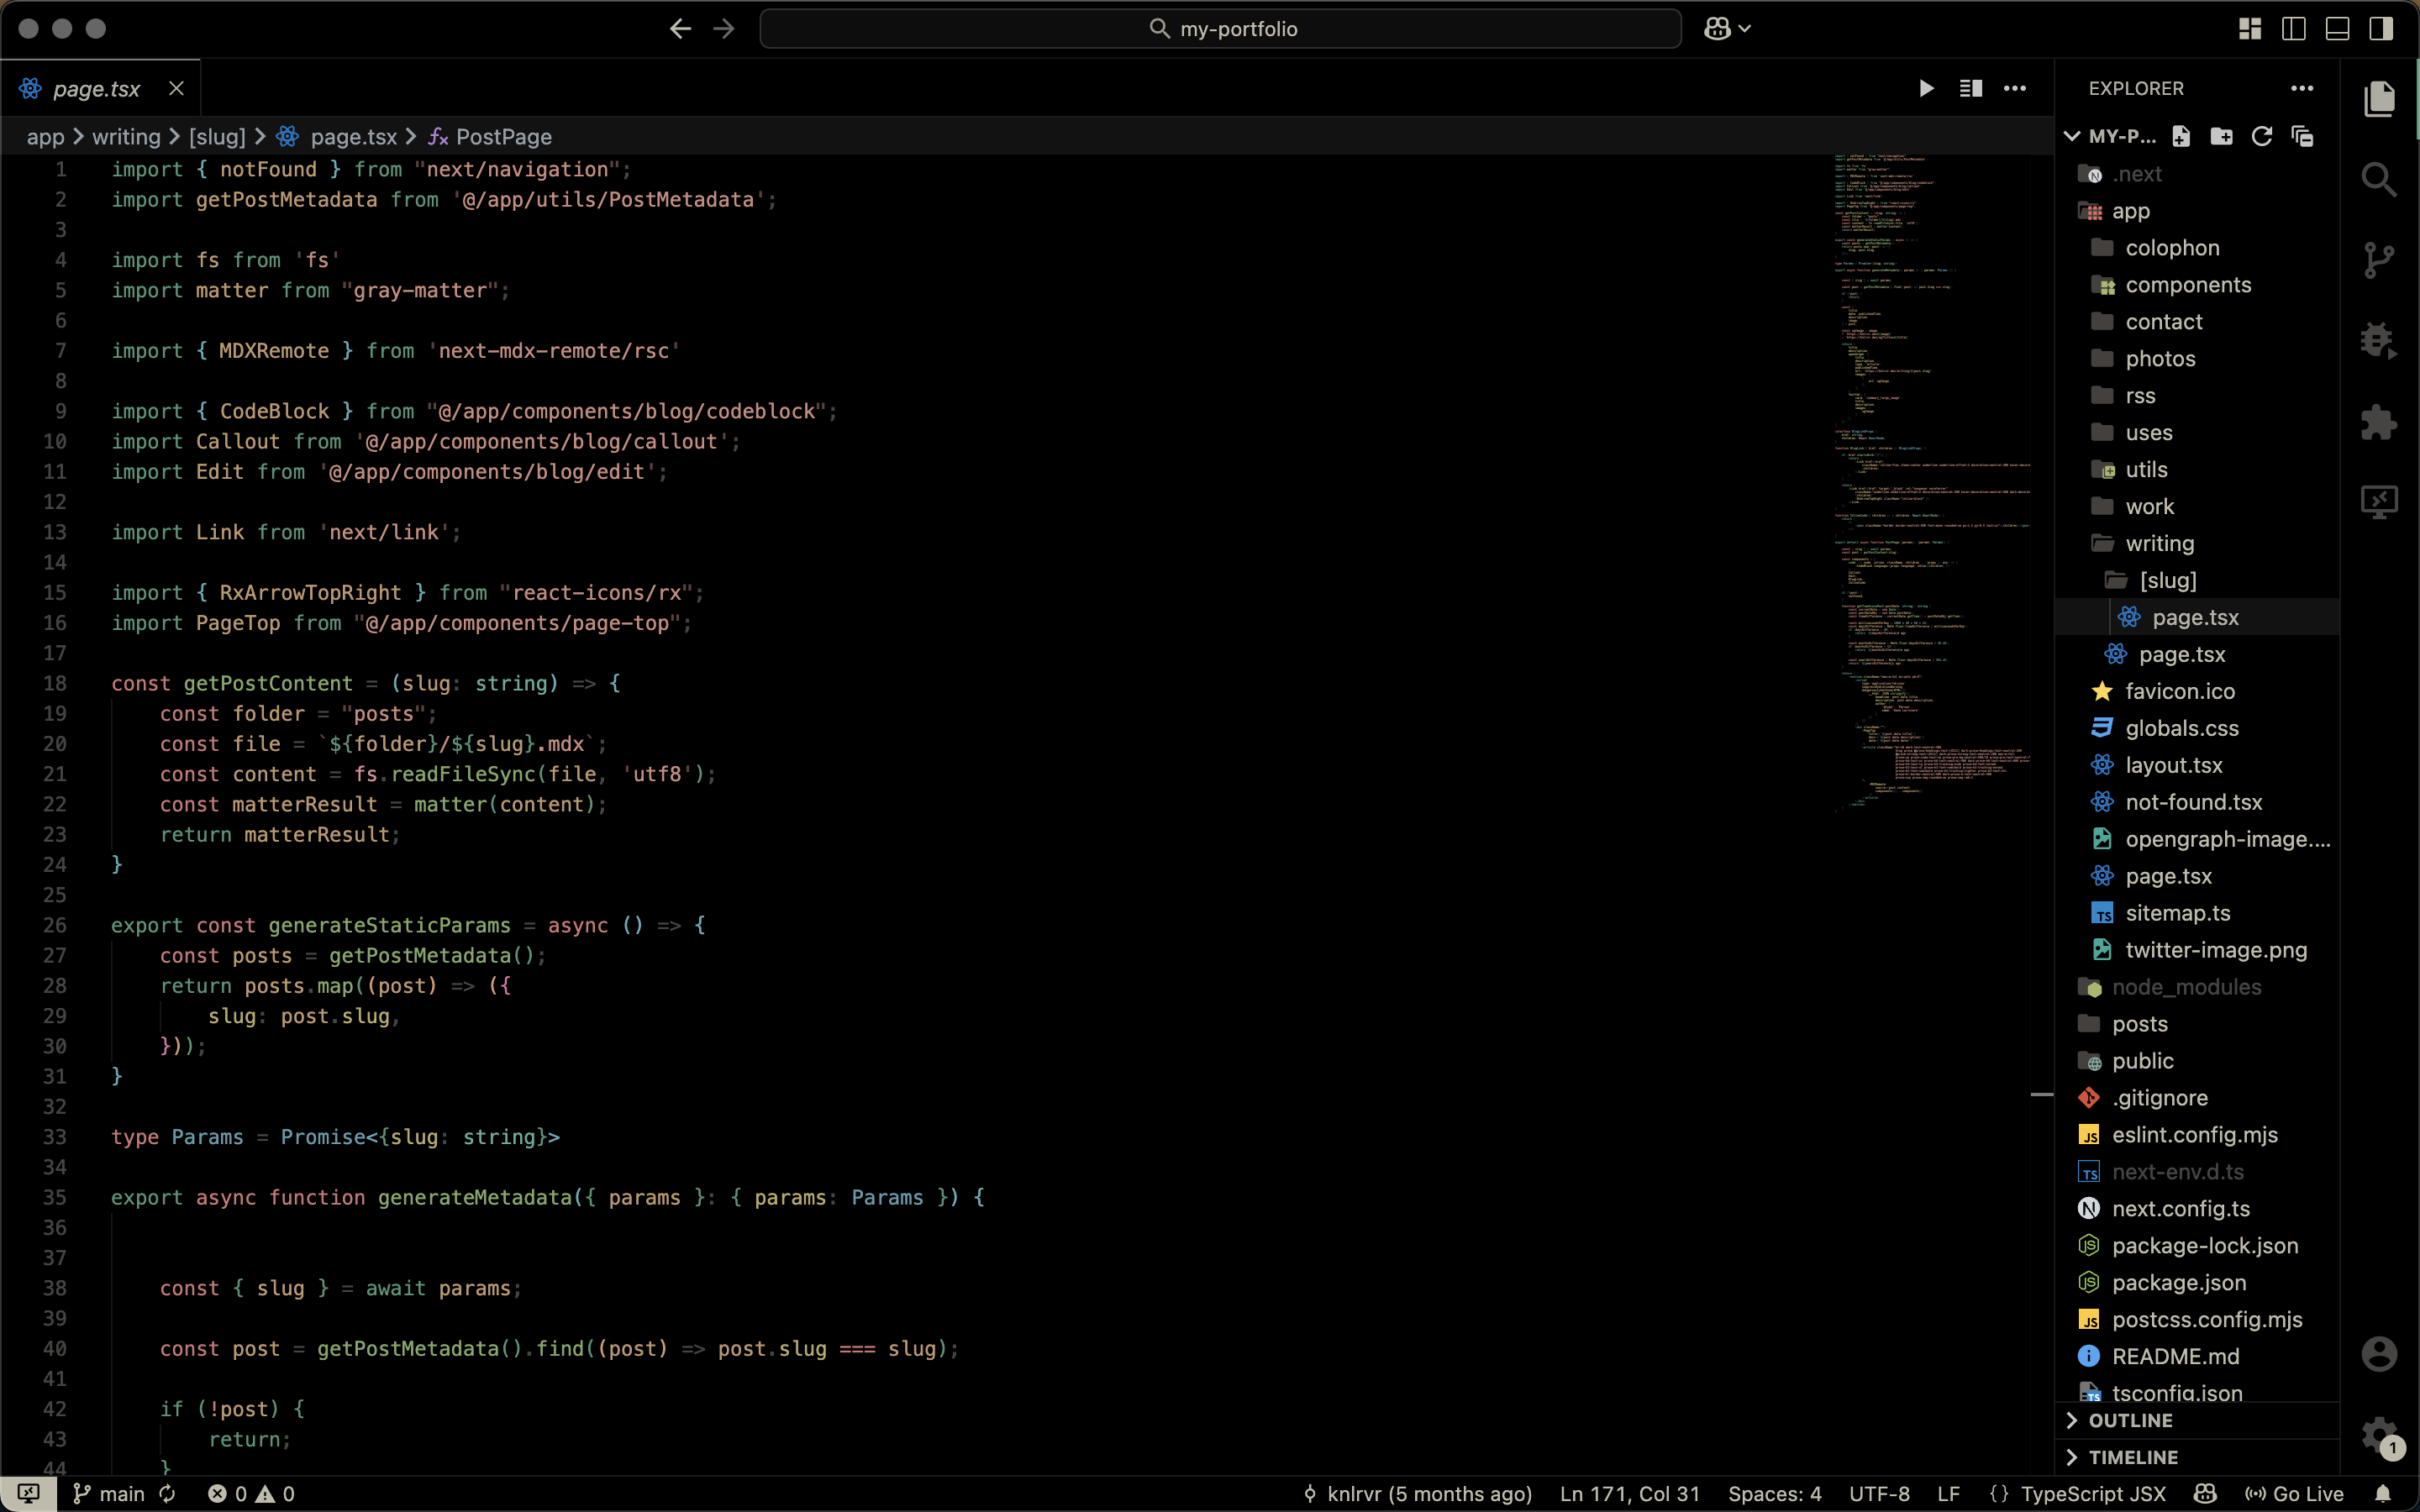 my-portfolio
page.tsx
app > writing > [slug] > page.tsx > PostPage
1 import { notFound } from "next/navigation";
2 import getPostMetadata from '@/app/utils/PostMetadata';
3
4 import fs from 'fs'
5 import matter from "gray-matter";
6
7 import { MDXRemote } from 'next-mdx-remote/rsc'
8
9 import { CodeBlock } from "@/app/components/blog/codeblock";
10 import Callout from '@/app/components/blog/callout';
11 import Edit from '@/app/components/blog/edit';
12
13 import Link from 'next/link';
14
15 import { RxArrowTopRight } from "react-icons/rx";
16 import PageTop from "@/app/components/page-top";
17
18 const getPostContent = (slug: string) => {
19     const folder = "posts";
20     const file = `${folder}/${slug}.mdx`;
21     const content = fs.readFileSync(file, 'utf8');
22     const matterResult = matter(content);
23     return matterResult;
24 }
25
26 export const generateStaticParams = async () => {
27     const posts = getPostMetadata();
28     return posts.map((post) => ({
29         slug: post.slug,
30     }));
31 }
32
33 type Params = Promise<{slug: string}>
34
35 export async function generateMetadata({ params }: { params: Params }) {
36
37
38     const { slug } = await params;
39
40     const post = getPostMetadata().find((post) => post.slug === slug);
41
42     if (!post) {
43         return;
44     }
EXPLORER
MY-P...
.next
app
colophon
components
contact
photos
rss
uses
utils
work
writing
[slug]
page.tsx
page.tsx
favicon.ico
globals.css
layout.tsx
not-found.tsx
opengraph-image....
page.tsx
sitemap.ts
twitter-image.png
node_modules
posts
public
.gitignore
eslint.config.mjs
next-env.d.ts
next.config.ts
package-lock.json
package.json
postcss.config.mjs
README.md
tsconfig.json
OUTLINE
TIMELINE
1
main 0 0 knlrvr (5 months ago) Ln 171, Col 31 Spaces: 4 UTF-8 LF {} TypeScript JSX Go Live